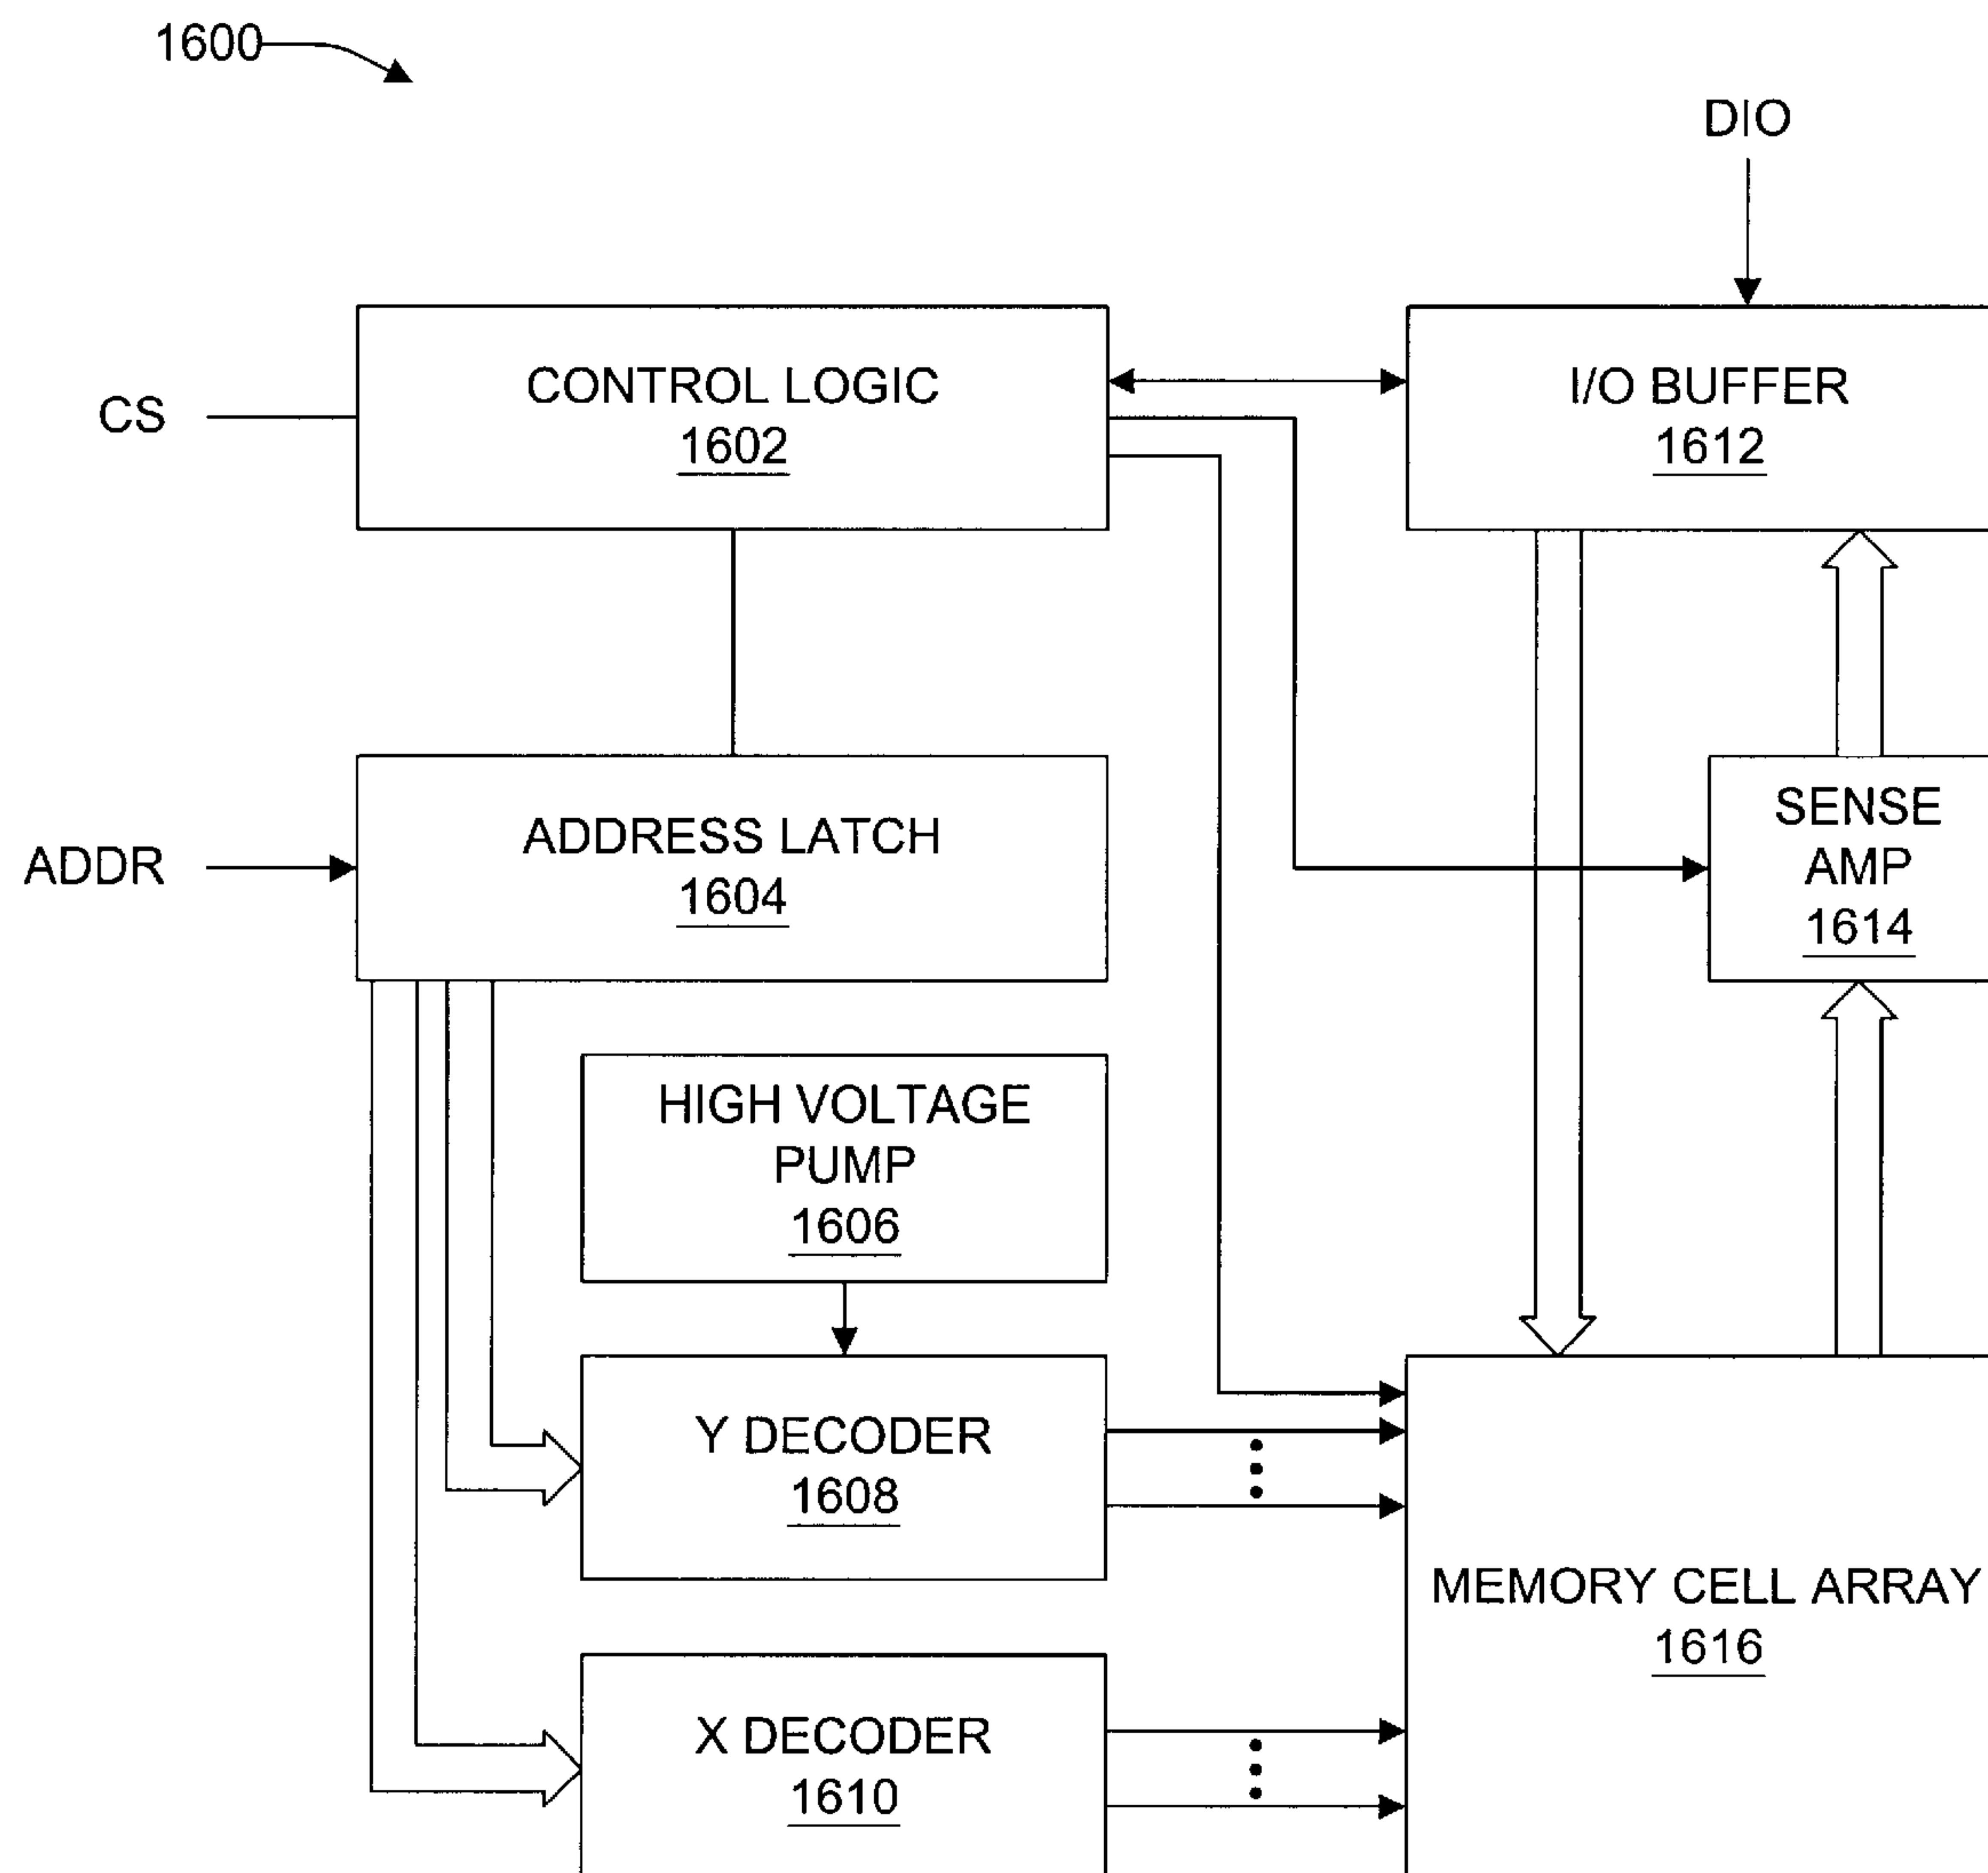 1600
DIO
CS
CONTROL LOGIC
1602
I/O BUFFER
1612
ADDR
ADDRESS LATCH
1604
SENSE
AMP
1614
HIGH VOLTAGE
PUMP
1606
Y DECODER
1608
MEMORY CELL ARRAY
1616
X DECODER
1610